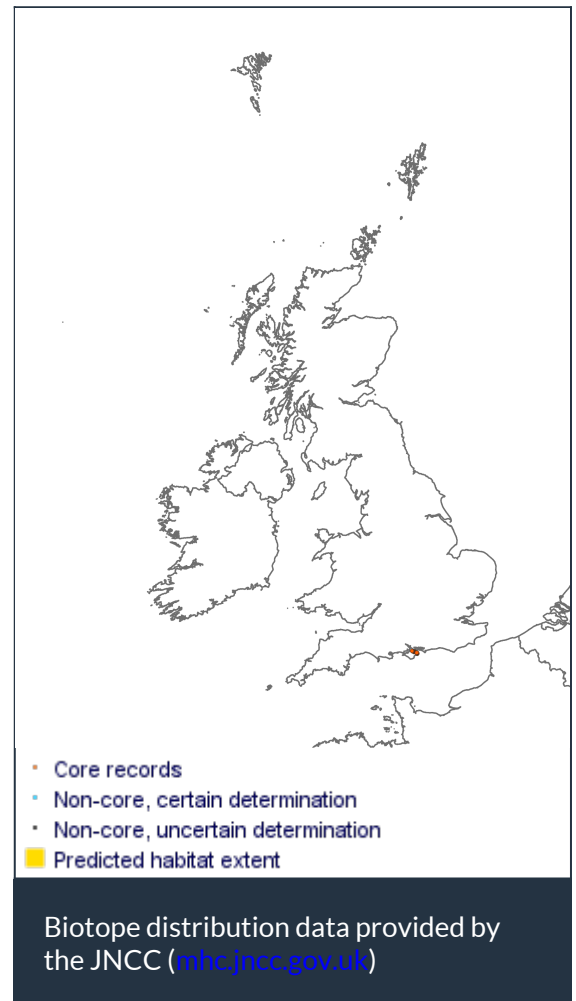 Core records
Non-core, certain determination
Non-core, uncertain determination
Predicted habitat extent
Biotope distribution data provided by
the JNCC (mhc.jncc.gov.uk)